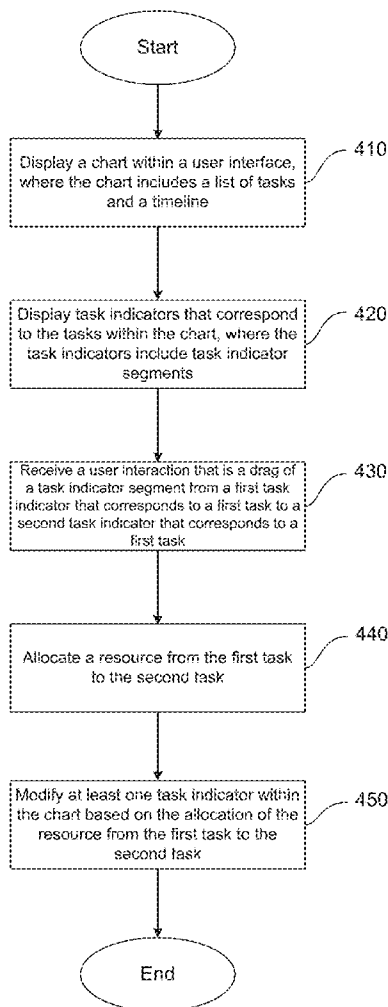 Start
Display a chart within a user interface,
where the chart includes a list of tasks
and a timeline
410
Display task indicators that correspond
to the tasks within the chart, where the
task indicators include task indicator
segments
420
Receive a user interaction that is a drag of
a task indicator segment from a first task
indicator that corresponds to a first task to a
second task indicator that corresponds to a
first task
430
Allocate a resource from the first task
to the second task
440
Modify at least one task indicator within
the chart based on the allocation of the
resource from the first task to the
second task
450
End